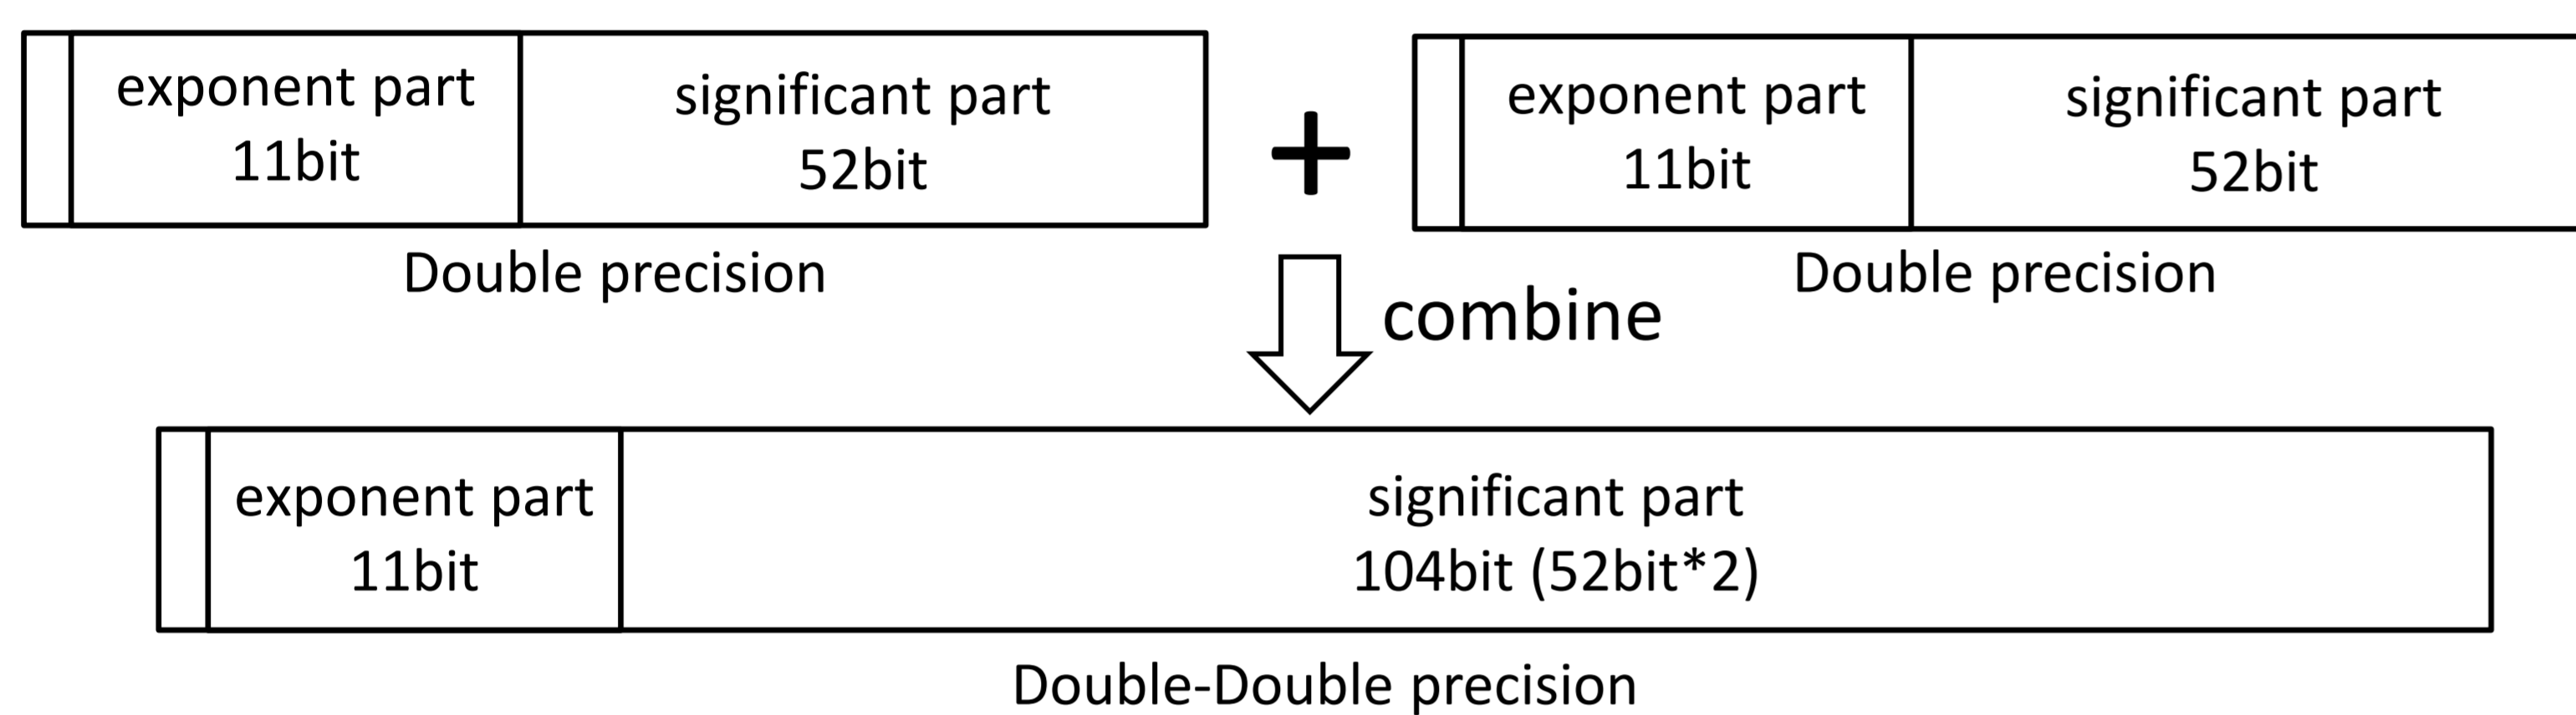 exponent part
11bit
significant part
52bit
Double precision
+
exponent part
11bit
significant part
52bit
Double precision
combine
exponent part
11bit
significant part
104bit (52bit*2)
Double-Double precision